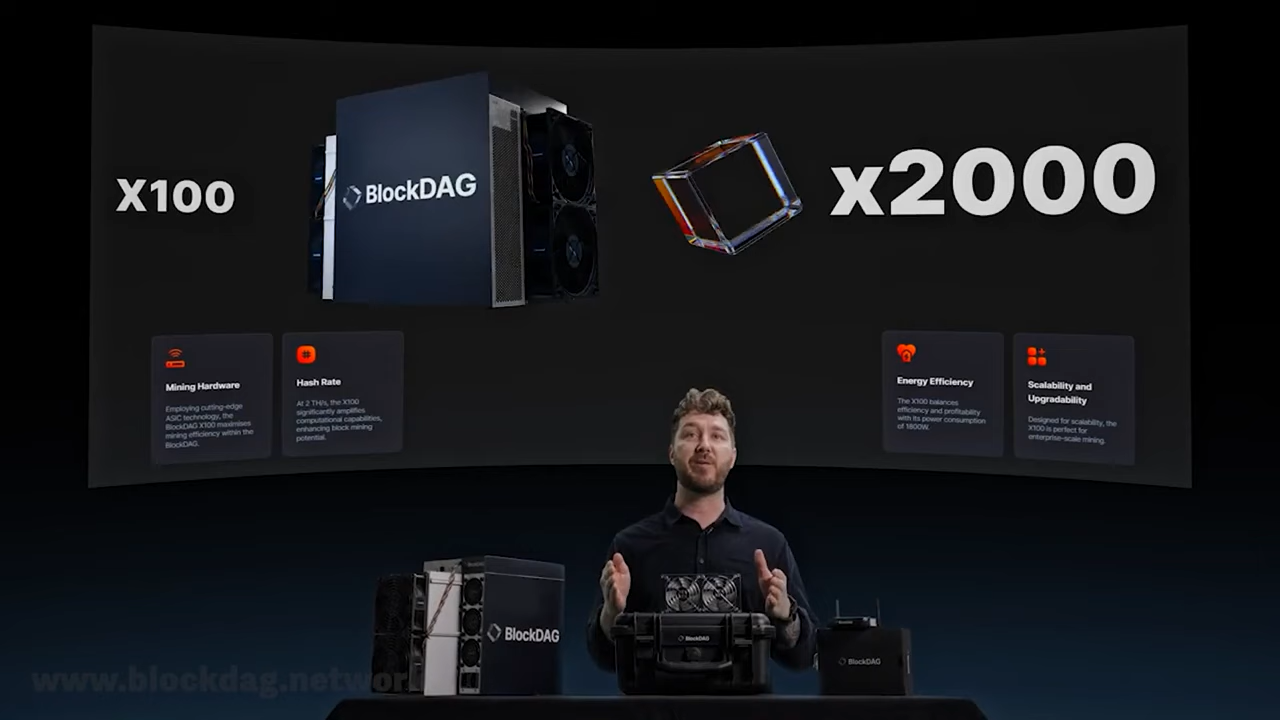 X100
BlockDAG
x2000
Mining Hardware
Employing cutting-edge
ASIC technology, the
BlockDAG X100 maximises
mining efficiency within the
BlockDAG.
Hash Rate
At 2 TH/s, the X100
significantly amplifies
computational capabilities,
enhancing block mining
potential.
Energy Efficiency
The X100 balances
efficiency and profitability
with its power consumption
of 1800W.
Scalability and
Upgradability
Designed for scalability, the
X100 is perfect for
enterprise-scale mining.
BlockDAG
BlockDAG
BlockDAG
www.blockdag.network